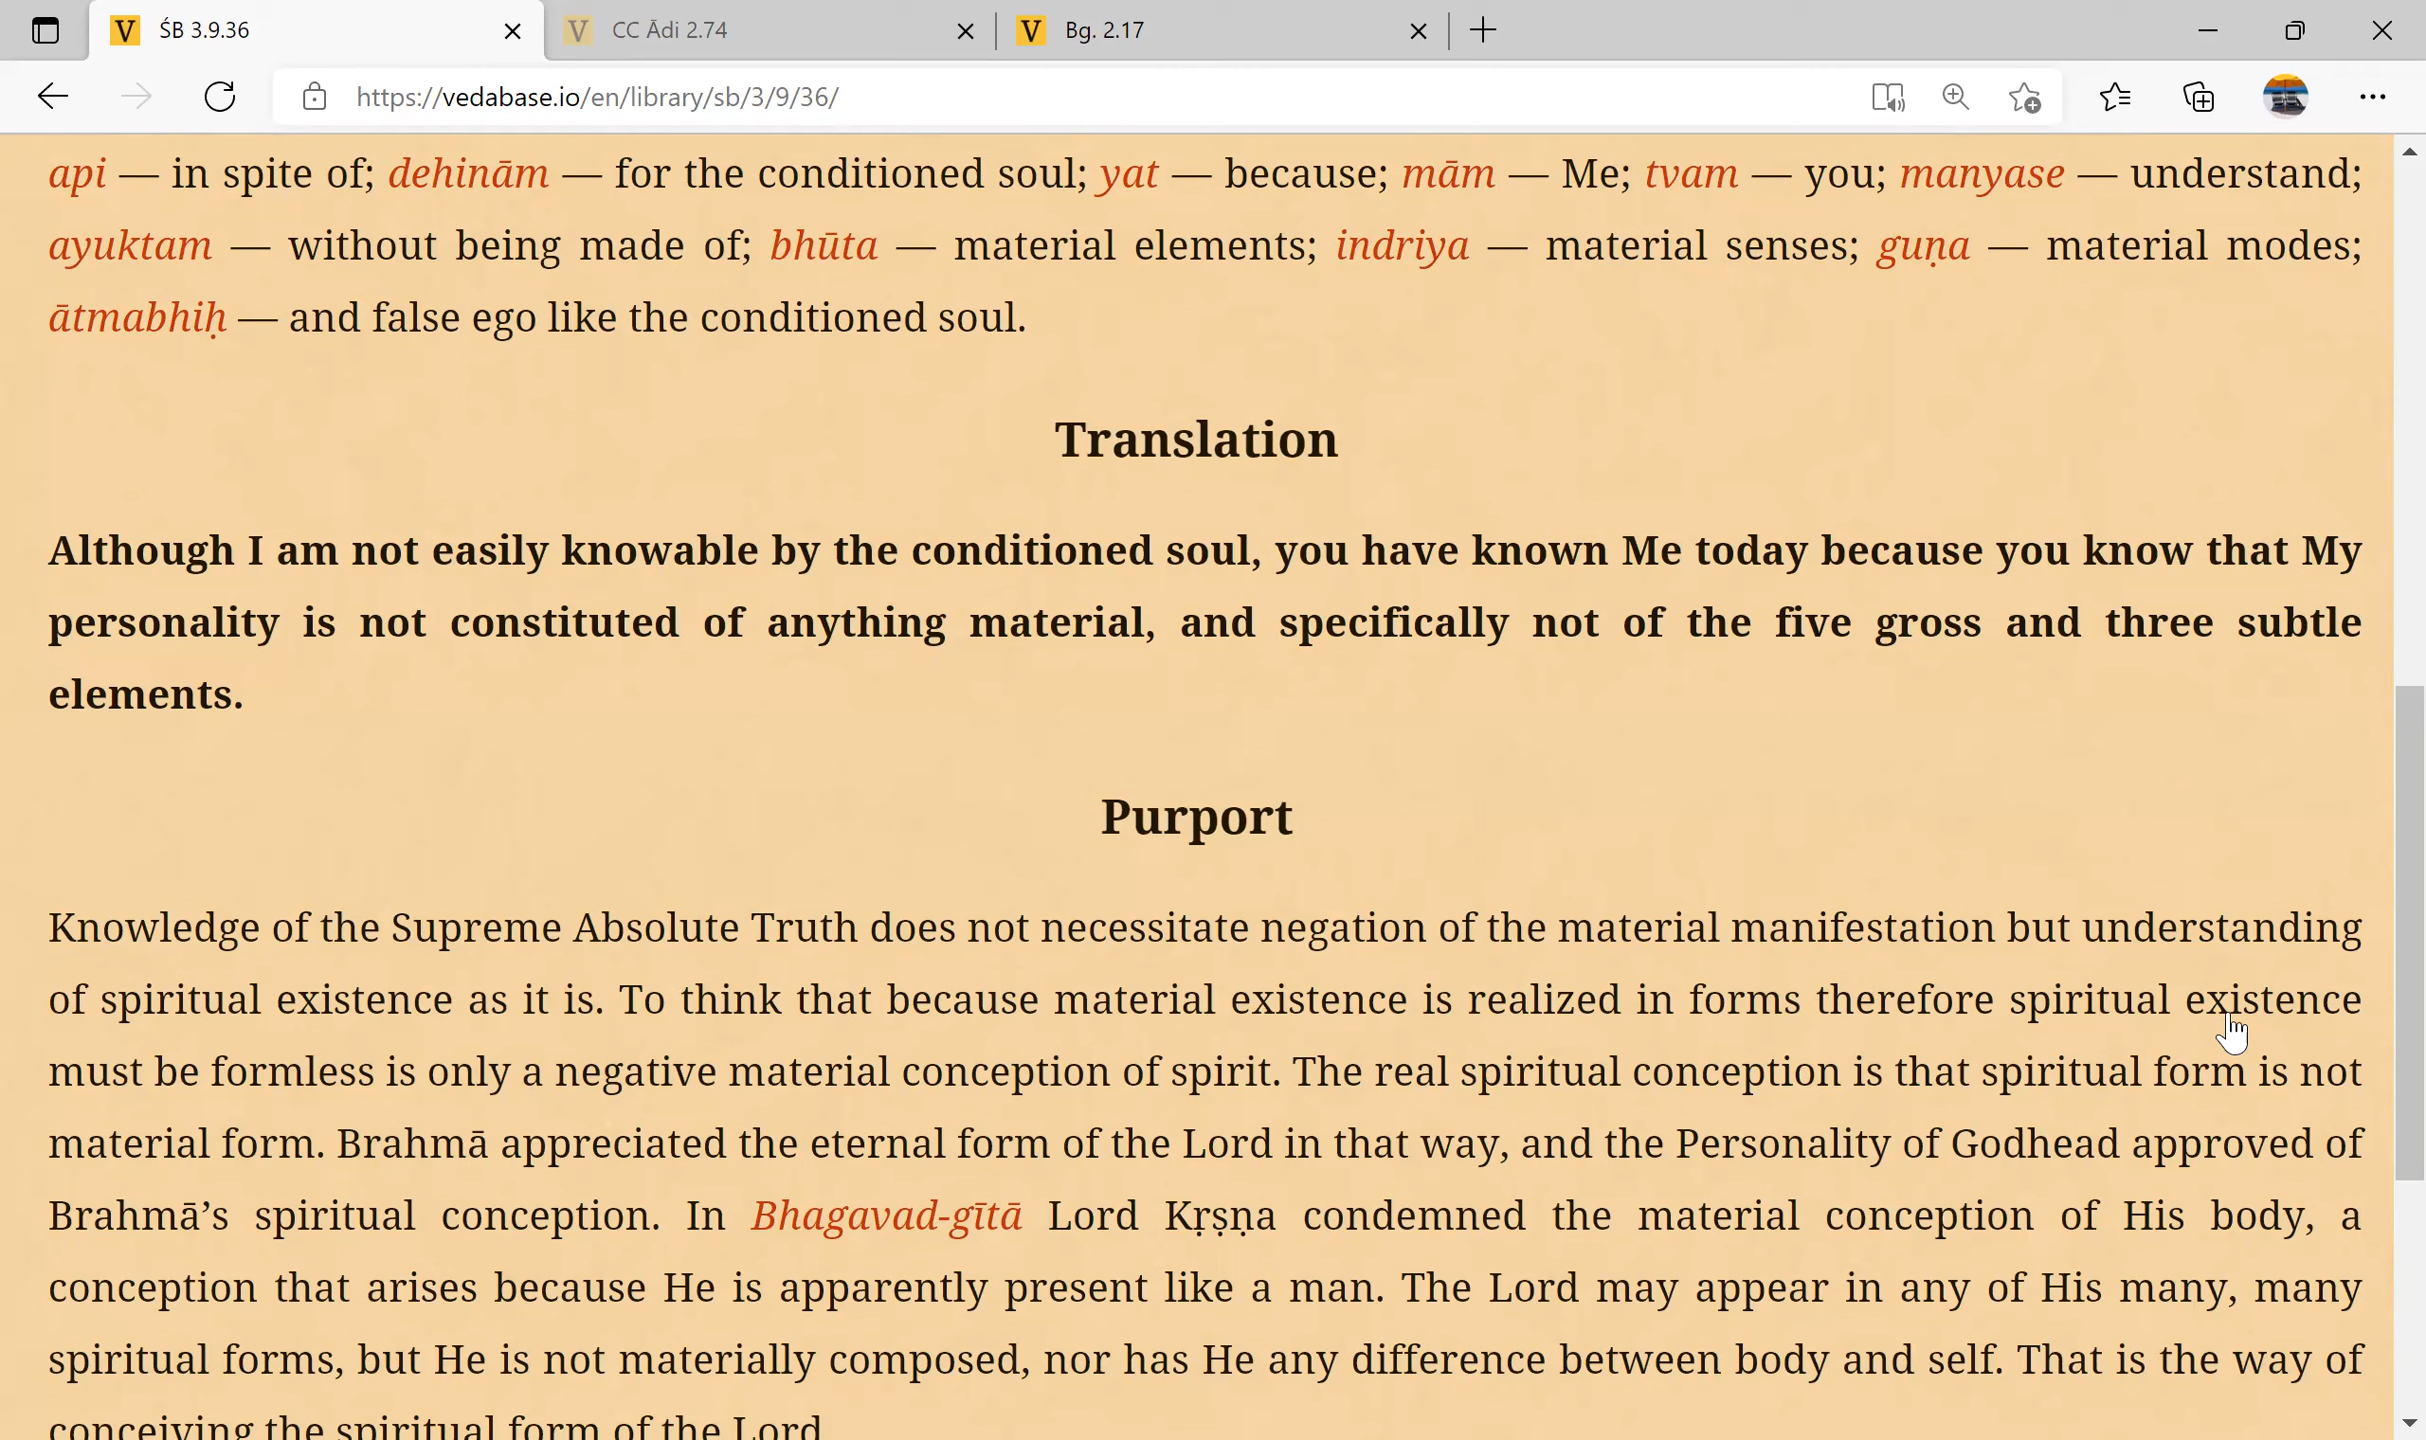 ŚB 3.9.36
CC Ādi 2.74
Bg. 2.17
https://vedabase.io/en/library/sb/3/9/36/
api — in spite of; dehinām — for the conditioned soul; yat — because; mām — Me; tvam — you; manyase — understand;
ayuktam — without being made of; bhūta — material elements; indriya — material senses; guṇa — material modes;
ātmabhiḥ — and false ego like the conditioned soul.
Translation
Although I am not easily knowable by the conditioned soul, you have known Me today because you know that My
personality is not constituted of anything material, and specifically not of the five gross and three subtle
elements.
Purport
Knowledge of the Supreme Absolute Truth does not necessitate negation of the material manifestation but understanding
of spiritual existence as it is. To think that because material existence is realized in forms therefore spiritual existence
must be formless is only a negative material conception of spirit. The real spiritual conception is that spiritual form is not
material form. Brahmā appreciated the eternal form of the Lord in that way, and the Personality of Godhead approved of
Brahmā’s spiritual conception. In Bhagavad-gītā Lord Kṛṣṇa condemned the material conception of His body, a
conception that arises because He is apparently present like a man. The Lord may appear in any of His many, many
spiritual forms, but He is not materially composed, nor has He any difference between body and self. That is the way of
conceiving the spiritual form of the Lord